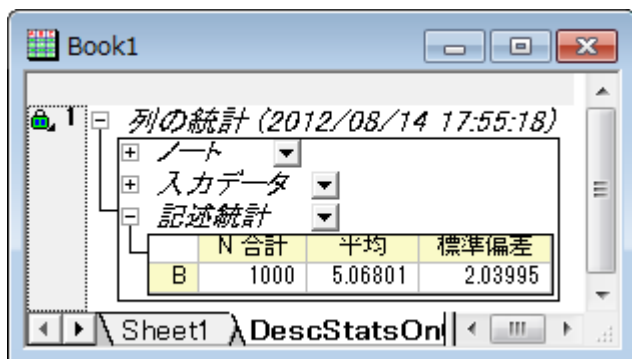 Book1
1 列の統計 (2012/08/14 17:55:18)
ノート
入力データ
記述統計
N 合計 平均 標準偏差
B 1000 5.06801 2.03995
Sheet1 DescStatsOn